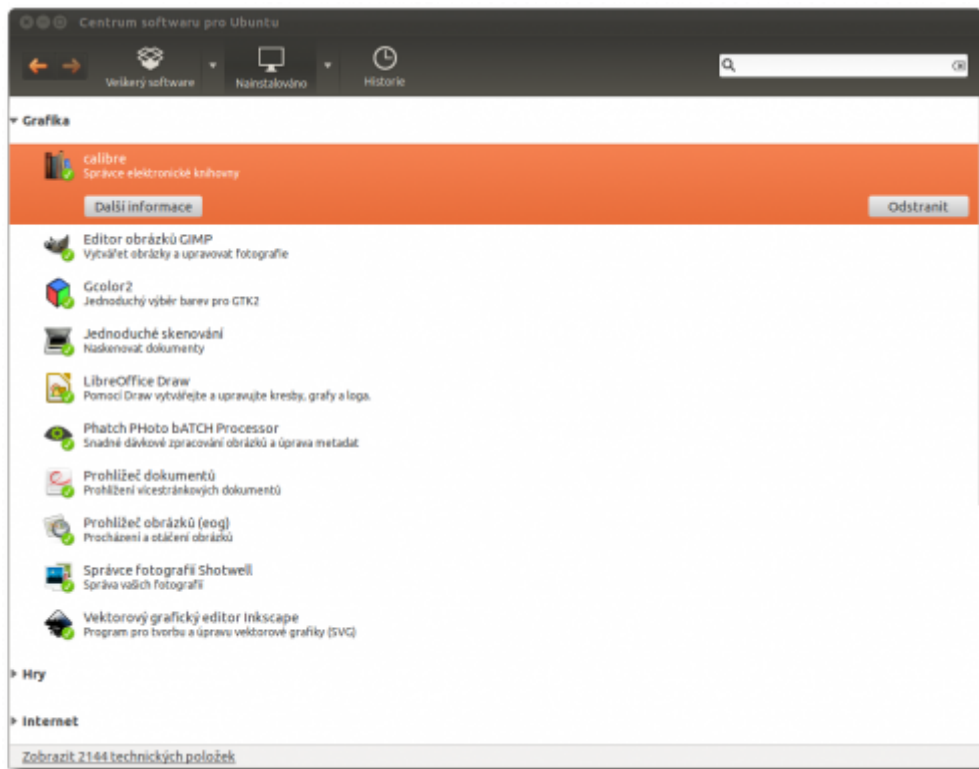 Centrum softwaru pro Ubuntu
Veškerý software
Nainstalováno
Historie
Grafika
calibre
Správce elektronické knihovny
Další informace
Odstranit
Editor obrázků GIMP
Vytvářet obrázky a upravovat fotografie
Gcolor2
Jednoduchý výběr barev pro GTK2
Jednoduché skenování
Naskenovat dokumenty
LibreOffice Draw
Pomocí Draw vytvářejte a upravujte kresby, grafy a loga.
Phatch PHoto bATCH Processor
Snadné dávkové zpracování obrázků a úprava metadat
Prohlížeč dokumentů
Prohlížení vícestránkových dokumentů
Prohlížeč obrázků (eog)
Procházení a otáčení obrázků
Správce fotografií Shotwell
Správa vašich fotografií
Vektorový grafický editor Inkscape
Program pro tvorbu a úpravu vektorové grafiky (SVG)
Hry
Internet
Zobrazit 2144 technických položek